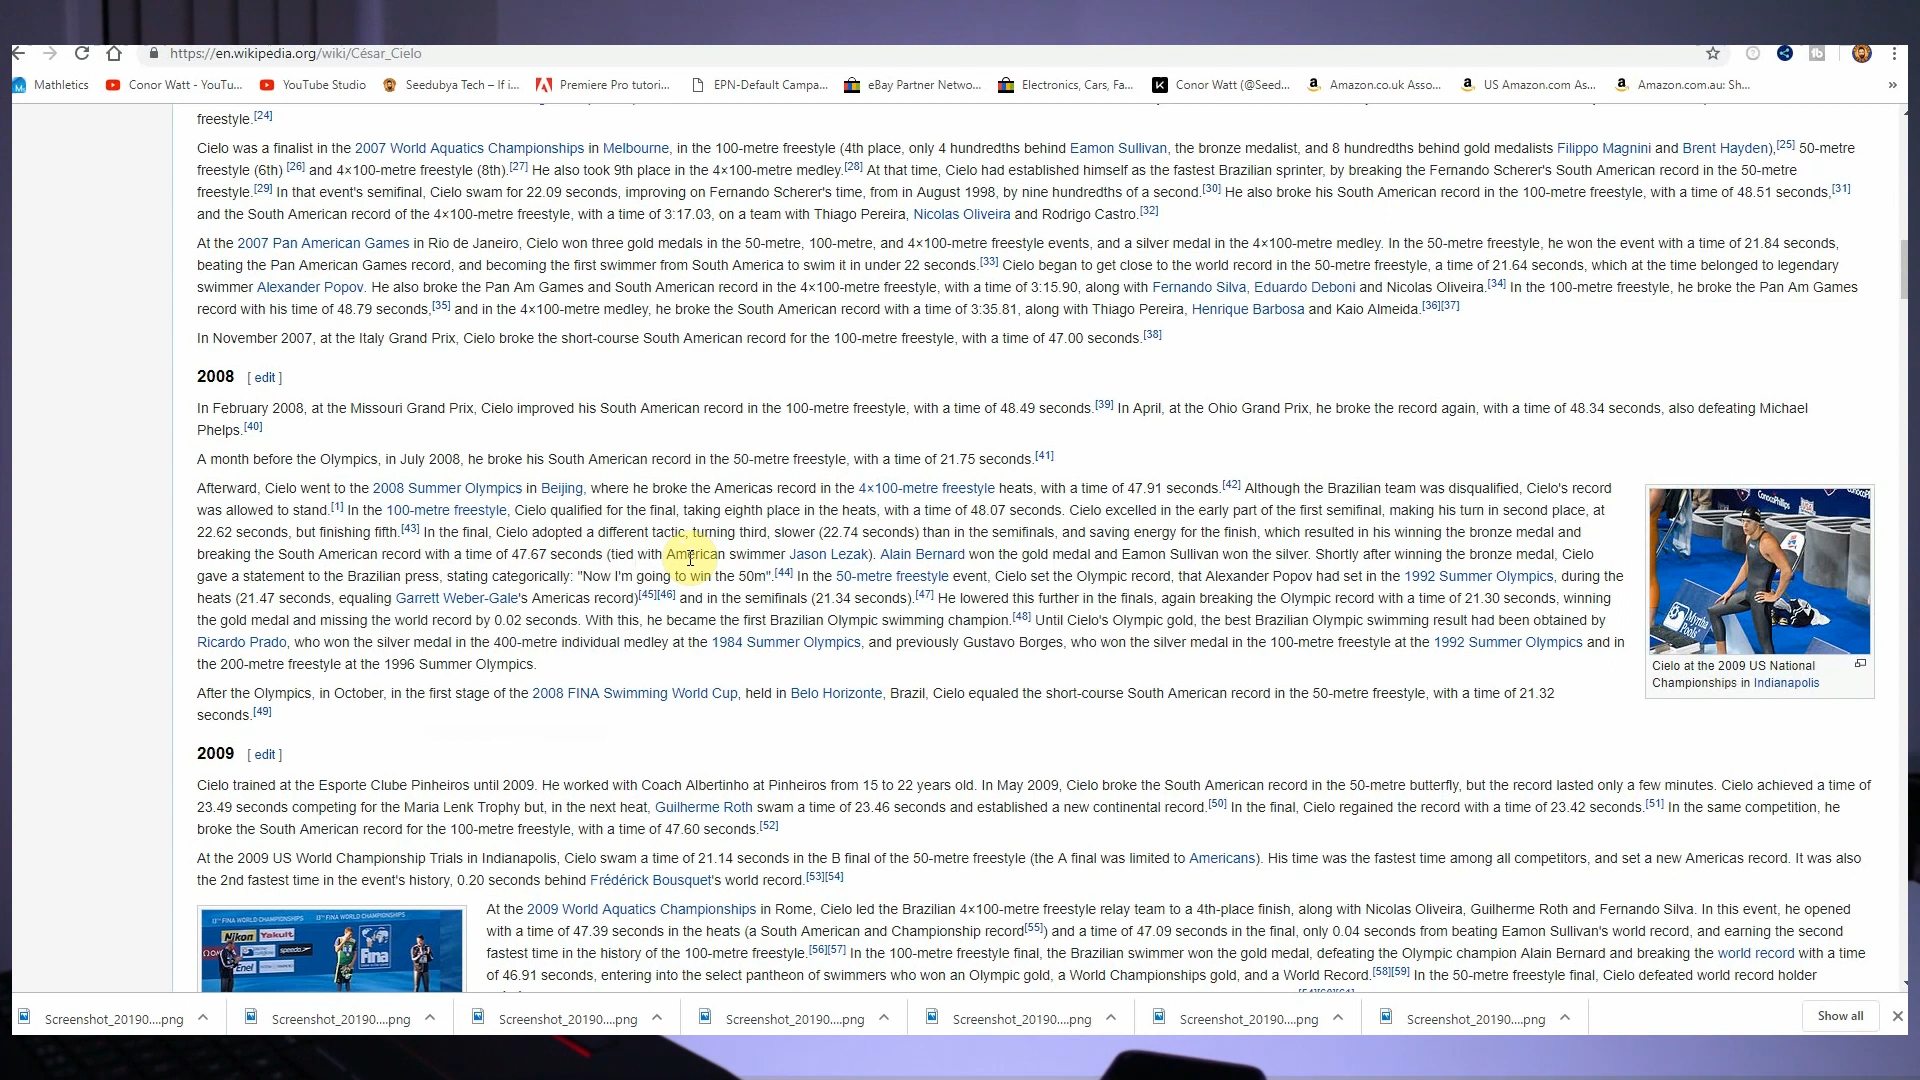 https://en.wikipedia.org/wiki/César_Cielo
Mathletics
Conor Watt - YouTu...
YouTube Studio
Seedubya Tech – If i...
Premiere Pro tutori...
EPN-Default Campa...
eBay Partner Netwo...
Electronics, Cars, Fa...
Conor Watt (@Seed...
Amazon.co.uk Asso...
US Amazon.com As...
Amazon.com.au: Sh...
»
freestyle.[24]
Cielo was a finalist in the 2007 World Aquatics Championships in Melbourne, in the 100-metre freestyle (4th place, only 4 hundredths behind Eamon Sullivan, the bronze medalist, and 8 hundredths behind gold medalists Filippo Magnini and Brent Hayden),[25] 50-metre
freestyle (6th) [26] and 4×100-metre freestyle (8th).[27] He also took 9th place in the 4×100-metre medley.[28] At that time, Cielo had established himself as the fastest Brazilian sprinter, by breaking the Fernando Scherer's South American record in the 50-metre
freestyle.[29] In that event's semifinal, Cielo swam for 22.09 seconds, improving on Fernando Scherer's time, from in August 1998, by nine hundredths of a second.[30] He also broke his South American record in the 100-metre freestyle, with a time of 48.51 seconds,[31]
and the South American record of the 4×100-metre freestyle, with a time of 3:17.03, on a team with Thiago Pereira, Nicolas Oliveira and Rodrigo Castro.[32]
At the 2007 Pan American Games in Rio de Janeiro, Cielo won three gold medals in the 50-metre, 100-metre, and 4×100-metre freestyle events, and a silver medal in the 4×100-metre medley. In the 50-metre freestyle, he won the event with a time of 21.84 seconds,
beating the Pan American Games record, and becoming the first swimmer from South America to swim it in under 22 seconds.[33] Cielo began to get close to the world record in the 50-metre freestyle, a time of 21.64 seconds, which at the time belonged to legendary
swimmer Alexander Popov. He also broke the Pan Am Games and South American record in the 4×100-metre freestyle, with a time of 3:15.90, along with Fernando Silva, Eduardo Deboni and Nicolas Oliveira.[34] In the 100-metre freestyle, he broke the Pan Am Games
record with his time of 48.79 seconds,[35] and in the 4×100-metre medley, he broke the South American record with a time of 3:35.81, along with Thiago Pereira, Henrique Barbosa and Kaio Almeida.[36][37]
In November 2007, at the Italy Grand Prix, Cielo broke the short-course South American record for the 100-metre freestyle, with a time of 47.00 seconds.[38]
2008 [ edit ]
In February 2008, at the Missouri Grand Prix, Cielo improved his South American record in the 100-metre freestyle, with a time of 48.49 seconds.[39] In April, at the Ohio Grand Prix, he broke the record again, with a time of 48.34 seconds, also defeating Michael
Phelps.[40]
A month before the Olympics, in July 2008, he broke his South American record in the 50-metre freestyle, with a time of 21.75 seconds.[41]
Afterward, Cielo went to the 2008 Summer Olympics in Beijing, where he broke the Americas record in the 4×100-metre freestyle heats, with a time of 47.91 seconds.[42] Although the Brazilian team was disqualified, Cielo's record
was allowed to stand.[1] In the 100-metre freestyle, Cielo qualified for the final, taking eighth place in the heats, with a time of 48.07 seconds. Cielo excelled in the early part of the first semifinal, making his turn in second place, at
22.62 seconds, but finishing fifth.[43] In the final, Cielo adopted a different tactic, turning third, slower (22.74 seconds) than in the semifinals, and saving energy for the finish, which resulted in his winning the bronze medal and
breaking the South American record with a time of 47.67 seconds (tied with American swimmer Jason Lezak). Alain Bernard won the gold medal and Eamon Sullivan won the silver. Shortly after winning the bronze medal, Cielo
gave a statement to the Brazilian press, stating categorically: "Now I'm going to win the 50m".[44] In the 50-metre freestyle event, Cielo set the Olympic record, that Alexander Popov had set in the 1992 Summer Olympics, during the
heats (21.47 seconds, equaling Garrett Weber-Gale's Americas record)[45][46] and in the semifinals (21.34 seconds).[47] He lowered this further in the finals, again breaking the Olympic record with a time of 21.30 seconds, winning
the gold medal and missing the world record by 0.02 seconds. With this, he became the first Brazilian Olympic swimming champion.[48] Until Cielo's Olympic gold, the best Brazilian Olympic swimming result had been obtained by
Ricardo Prado, who won the silver medal in the 400-metre individual medley at the 1984 Summer Olympics, and previously Gustavo Borges, who won the silver medal in the 100-metre freestyle at the 1992 Summer Olympics and in
the 200-metre freestyle at the 1996 Summer Olympics.
Cielo at the 2009 US National
Championships in Indianapolis
After the Olympics, in October, in the first stage of the 2008 FINA Swimming World Cup, held in Belo Horizonte, Brazil, Cielo equaled the short-course South American record in the 50-metre freestyle, with a time of 21.32
seconds.[49]
2009 [ edit ]
Cielo trained at the Esporte Clube Pinheiros until 2009. He worked with Coach Albertinho at Pinheiros from 15 to 22 years old. In May 2009, Cielo broke the South American record in the 50-metre butterfly, but the record lasted only a few minutes. Cielo achieved a time of
23.49 seconds competing for the Maria Lenk Trophy but, in the next heat, Guilherme Roth swam a time of 23.46 seconds and established a new continental record.[50] In the final, Cielo regained the record with a time of 23.42 seconds.[51] In the same competition, he
broke the South American record for the 100-metre freestyle, with a time of 47.60 seconds.[52]
At the 2009 US World Championship Trials in Indianapolis, Cielo swam a time of 21.14 seconds in the B final of the 50-metre freestyle (the A final was limited to Americans). His time was the fastest time among all competitors, and set a new Americas record. It was also
the 2nd fastest time in the event's history, 0.20 seconds behind Frédérick Bousquet's world record.[53][54]
13TH FINA WORLD CHAMPIONSHIPS 13TH FINA WORLD CHAMPIONSHIPS
Nikon Yakult
speedo
Enel
Fina
At the 2009 World Aquatics Championships in Rome, Cielo led the Brazilian 4×100-metre freestyle relay team to a 4th-place finish, along with Nicolas Oliveira, Guilherme Roth and Fernando Silva. In this event, he opened
with a time of 47.39 seconds in the heats (a South American and Championship record[55]) and a time of 47.09 seconds in the final, only 0.04 seconds from beating Eamon Sullivan's world record, and earning the second
fastest time in the history of the 100-metre freestyle.[56][57] In the 100-metre freestyle final, the Brazilian swimmer won the gold medal, defeating the Olympic champion Alain Bernard and breaking the world record with a time
of 46.91 seconds, entering into the select pantheon of swimmers who won an Olympic gold, a World Championships gold, and a World Record.[58][59] In the 50-metre freestyle final, Cielo defeated world record holder
Screenshot_20190....png
Screenshot_20190....png
Screenshot_20190....png
Screenshot_20190....png
Screenshot_20190....png
Screenshot_20190....png
Screenshot_20190....png
Show all